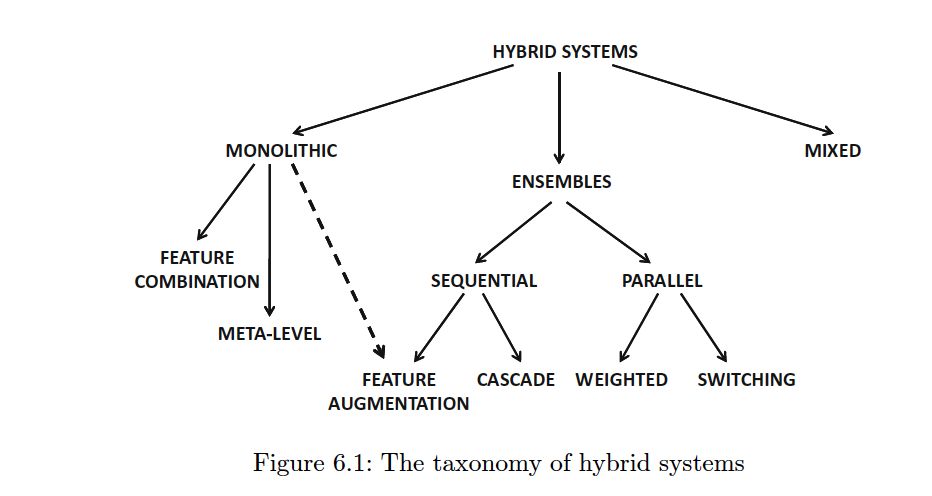 HYBRID SYSTEMS
MONOLITHIC
MIXED
ENSEMBLES
FEATURE
COMBINATION
SEQUENTIAL
PARALLEL
META-LEVEL
FEATURE
AUGMENTATION
CASCADE
WEIGHTED
SWITCHING
Figure 6.1: The taxonomy of hybrid systems